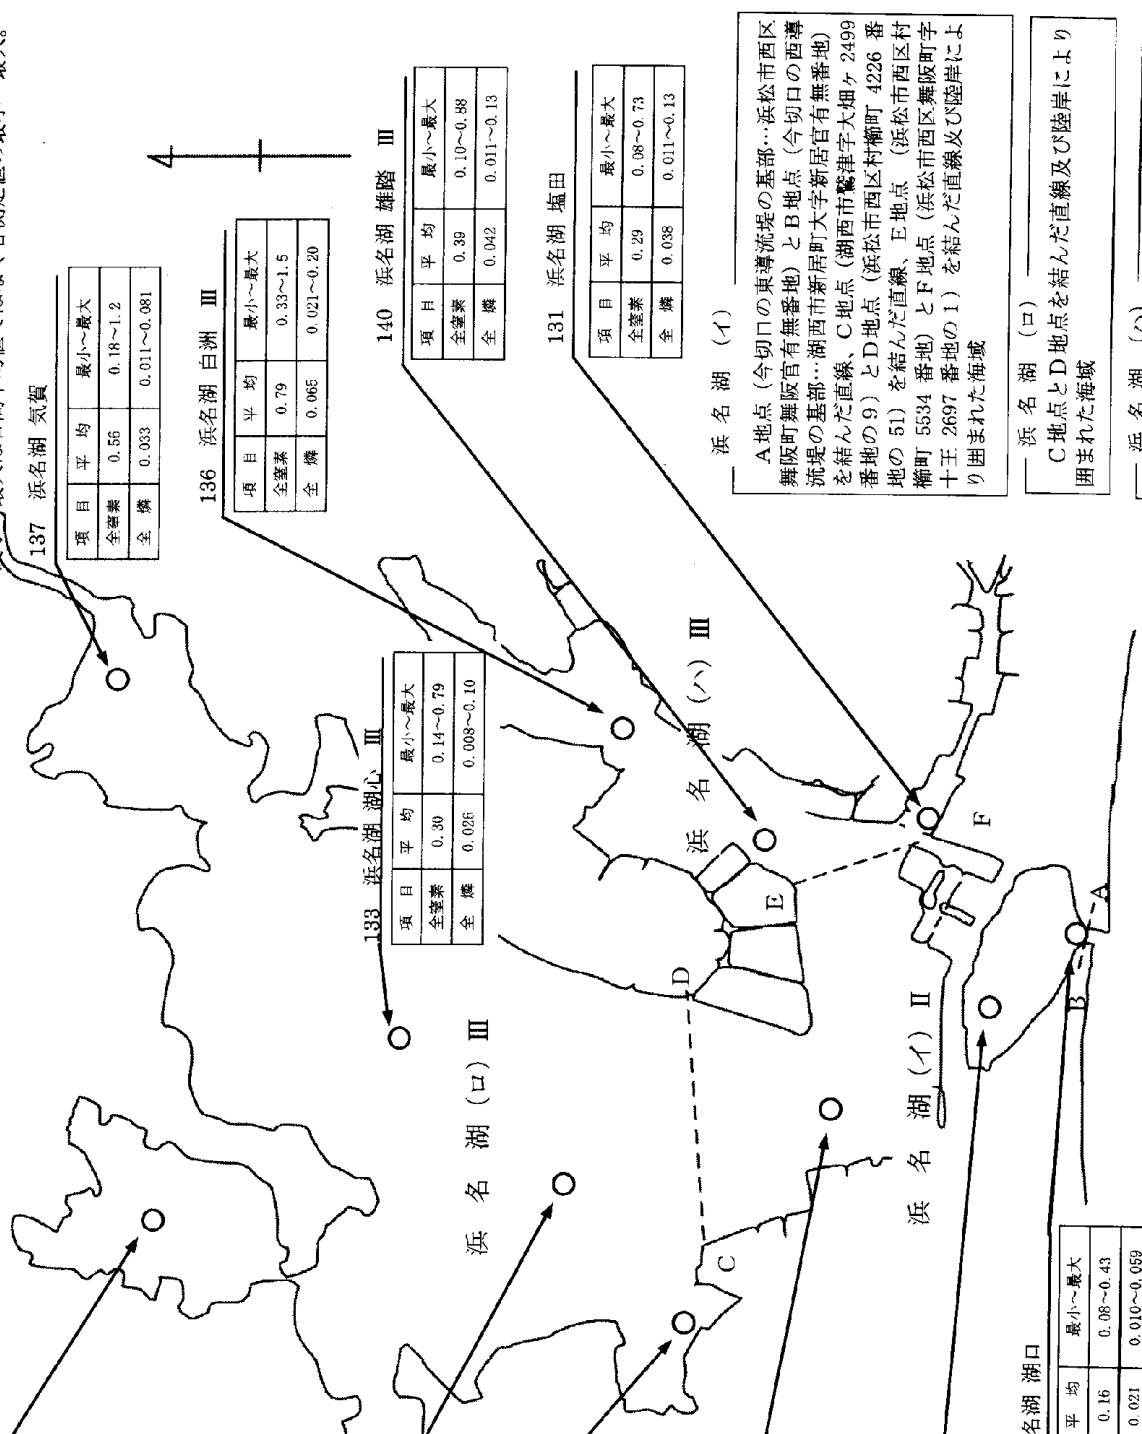 137 浜名湖 気賀
項 目 平 均 最小～最大
全窒素 0.56 0.18～1.2
全 燐 0.033 0.011～0.081
136 浜名湖 白洲 Ⅲ
項 目 平 均 最小～最大
全窒素 0.79 0.33～1.5
全 燐 0.065 0.021～0.20
140 浜名湖 雄踏 Ⅲ
項 目 平 均 最小～最大
全窒素 0.39 0.10～0.88
全 燐 0.042 0.011～0.13
131 浜名湖 塩田
項 目 平 均 最小～最大
全窒素 0.29 0.08～0.73
全 燐 0.038 0.011～0.13
133 浜名湖 湖心 Ⅲ
項 目 平 均 最小～最大
全窒素 0.30 0.14～0.79
全 燐 0.026 0.008～0.10
浜 名 湖 (ロ) Ⅲ
浜 名 湖 (ハ) Ⅲ
浜 名 湖 (イ) Ⅱ
A
B
C
D
E
F
名湖 湖口
平 均 最小～最大
0.16 0.08～0.43
0.021 0.010～0.059
浜 名 湖 (イ)
A地点(今切口の東導流堤の基部…浜松市西区
舞阪町舞阪官有無番地)とB地点(今切口の西導
流堤の基部…湖西市新居町大字新居官有無番地)
を結んだ直線、C地点(湖西市鷲津字大畑ヶ2499
番地の9)とD地点(浜松市西区村櫛町 4226 番
地の 51)を結んだ直線、E地点 (浜松市西区村
櫛町 5534 番地)とF地点(浜松市西区舞阪町字
十王 2697 番地の1)を結んだ直線及び陸岸によ
り囲まれた海域
浜 名 湖 (ロ)
C地点とD地点を結んだ直線及び陸岸により
囲まれた海域
浜 名 湖 (ハ)